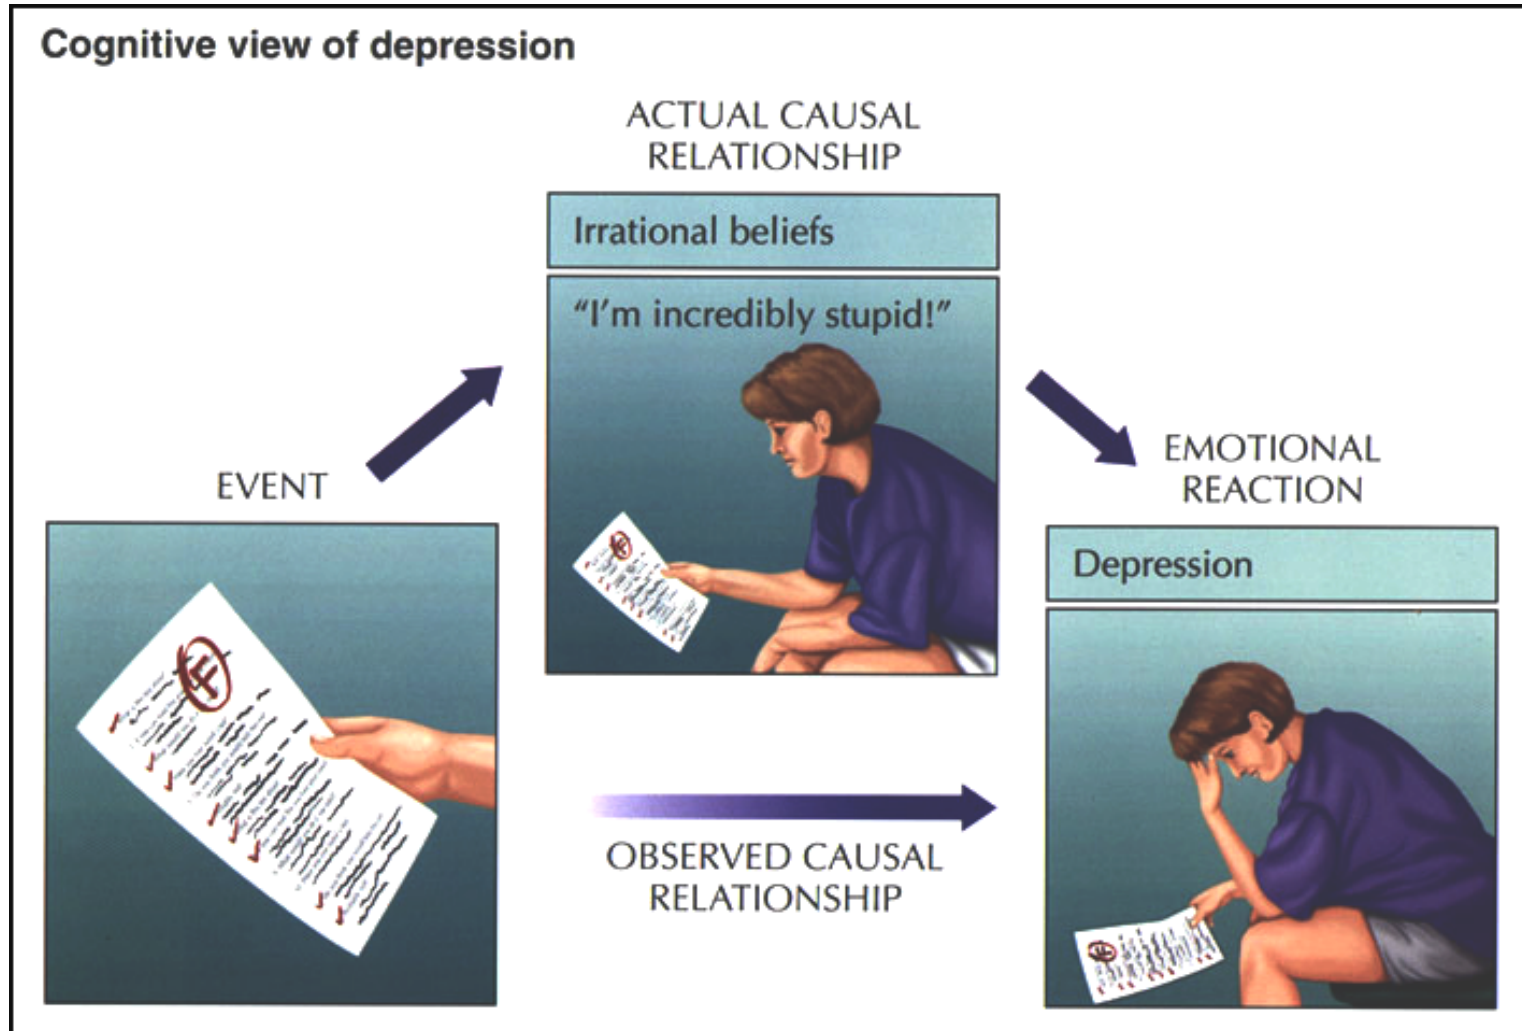 Cognitive view of depression
ACTUAL CAUSAL
RELATIONSHIP
Irrational beliefs
“I’m incredibly stupid!”
EVENT
F
F
EMOTIONAL
REACTION
Depression
OBSERVED CAUSAL
RELATIONSHIP
F